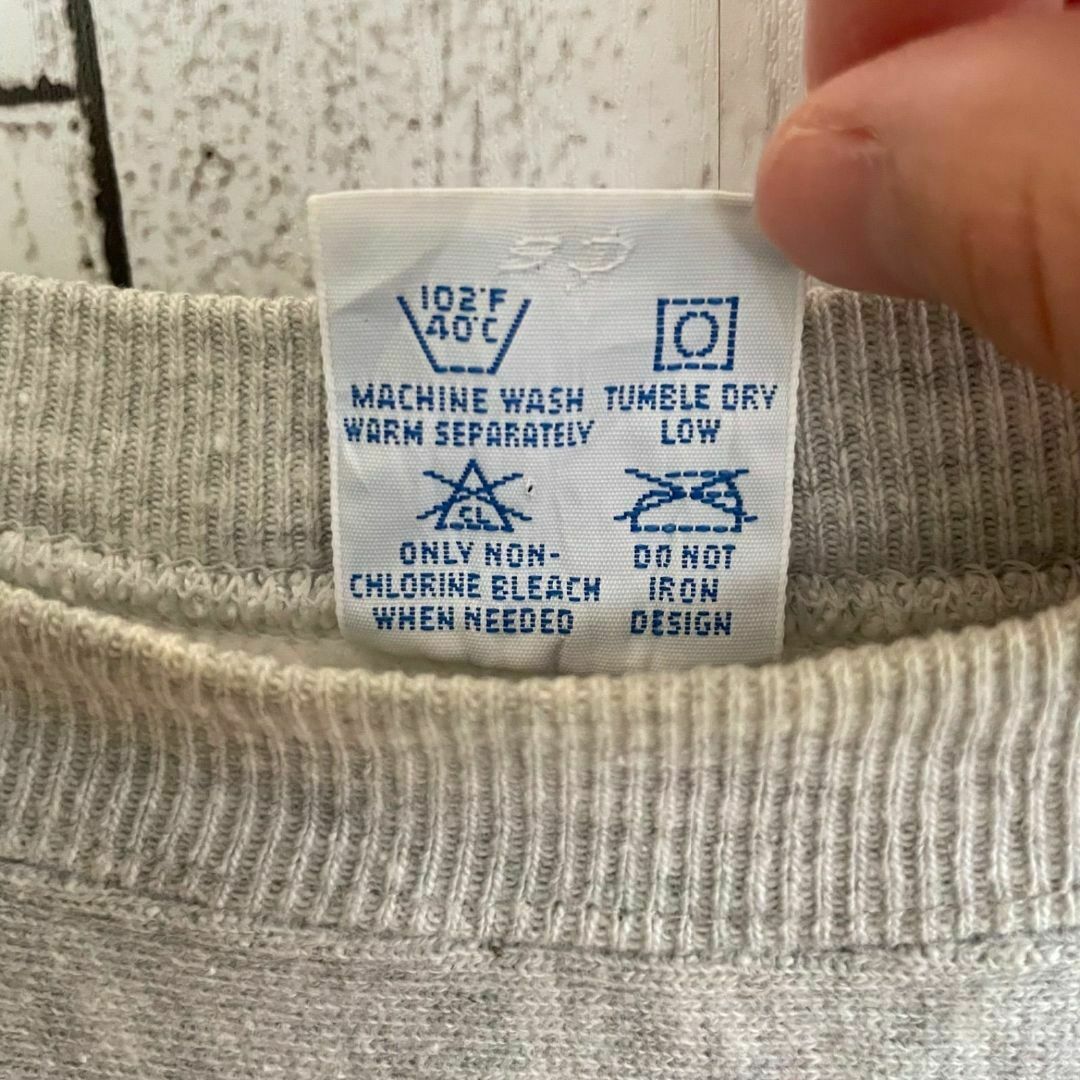 102°F
40°C
MACHINE WASH
WARM SEPARATELY
TUMBLE DRY
LOW
CL
ONLY NON-
CHLORINE BLEACH
WHEN NEEDED
DO NOT
IRON
DESIGN